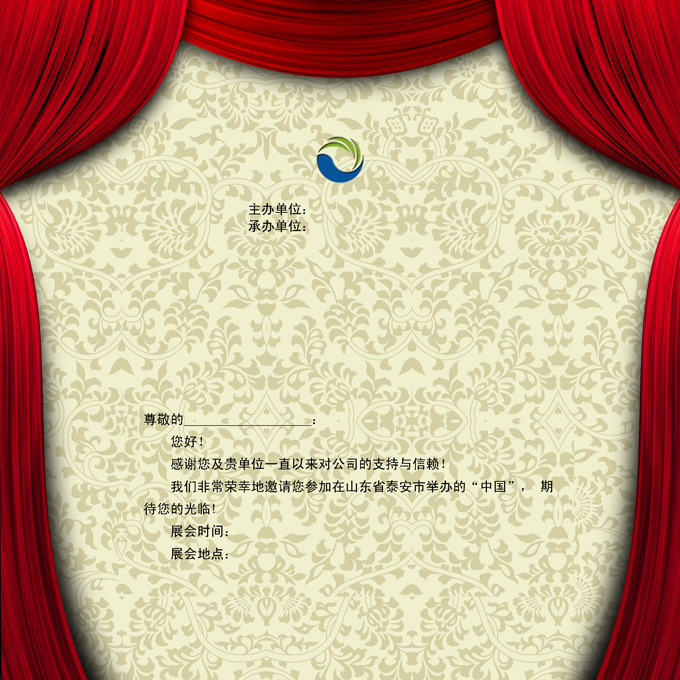 主办单位：
承办单位：
尊敬的___________________：
您好！
感谢您及贵单位一直以来对公司的支持与信赖！
我们非常荣幸地邀请您参加在山东省泰安市举办的“中国”， 期
待您的光临！
展会时间：
展会地点：